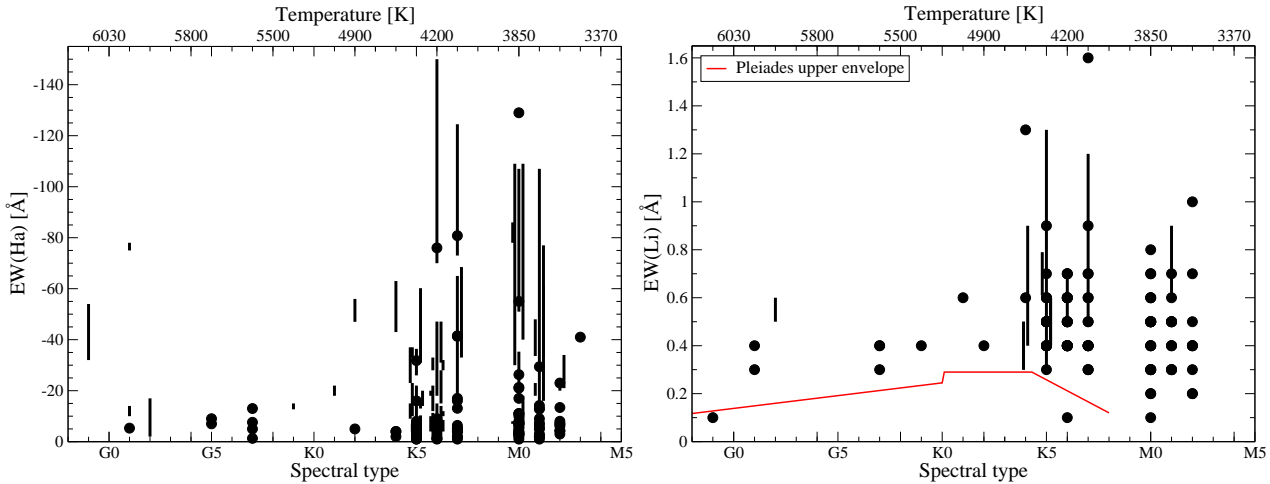 Temperature [K]
6030 5800 5500 4900 4200 3850 3370
EW(Ha) [Å]
-140
-120
-100
-80
-60
-40
-20
0
G0 G5 K0 K5 M0 M5
Spectral type
Temperature [K]
6030 5800 5500 4900 4200 3850 3370
Pleiades upper envelope
EW(Li) [Å]
1.6
1.4
1.2
1
0.8
0.6
0.4
0.2
0
G0 G5 K0 K5 M0 M5
Spectral type